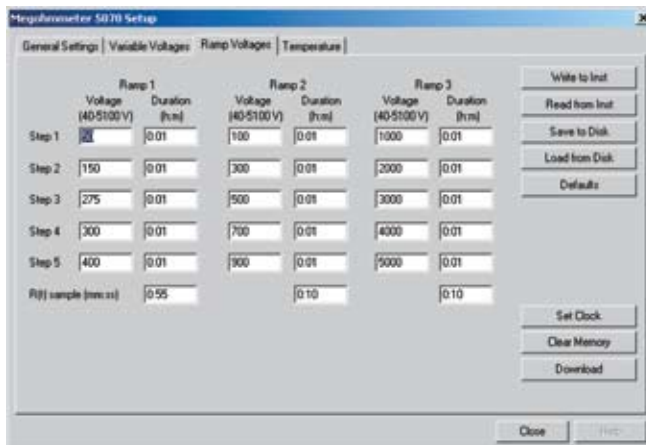 Megohmmeter 5070 Setup
General Settings Variable Voltages Ramp Voltages Temperature
Ramp 1 Ramp 2 Ramp 3
Voltage Duration Voltage Duration Voltage Duration
(40-5100 V) (h:m) (40-5100 V) (h:m) (40-5100 V) (h:m)
Step 1 0:01 100 0:01 1000 0:01
Step 2 150 0:01 300 0:01 2000 0:01
Step 3 275 0:01 500 0:01 3000 0:01
Step 4 300 0:01 700 0:01 4000 0:01
Step 5 400 0:01 900 0:01 5000 0:01
R(t) sample (mm:ss) 0:55 0:10 0:10
Write to Inst
Read from Inst
Save to Disk
Load from Disk
Defaults
Set Clock
Clear Memory
Download
Close